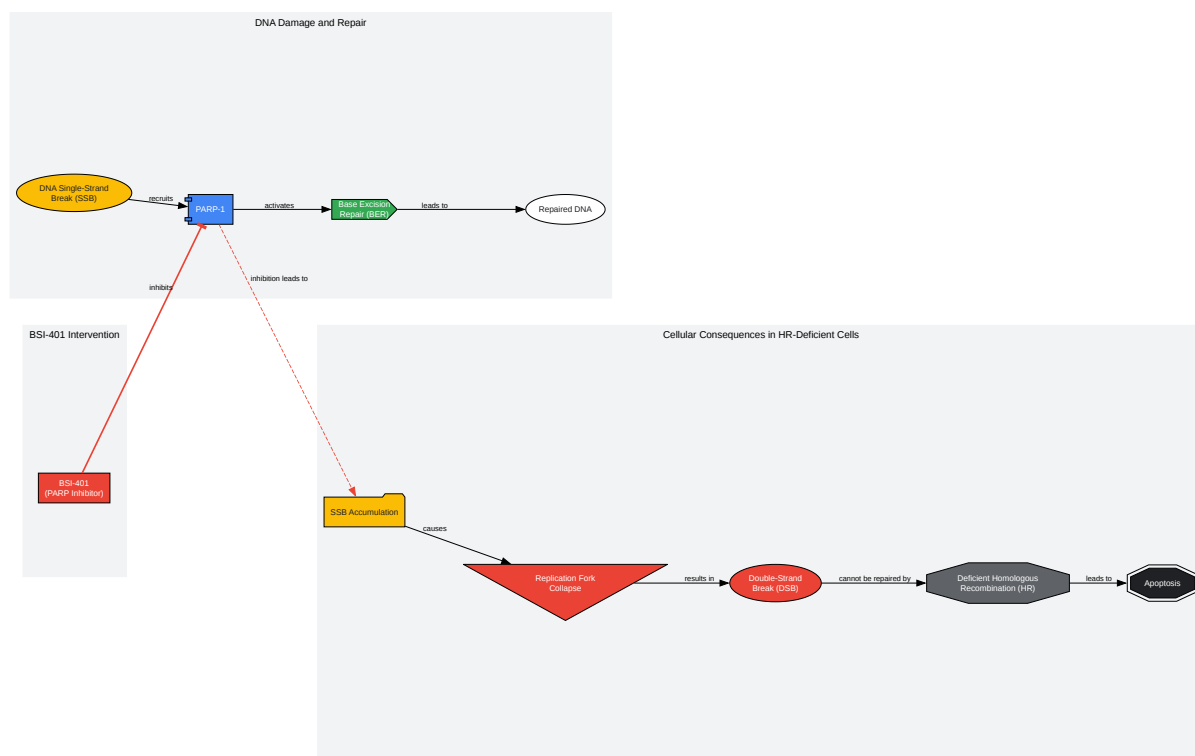 DNA Damage and Repair
DNA Single-Strand
Break (SSB)
recruits
PARP-1
activates
Base Excision
Repair (BER)
leads to
Repaired DNA
inhibits
inhibition leads to
BSI-401 Intervention
BSI-401
(PARP Inhibitor)
Cellular Consequences in HR-Deficient Cells
SSB Accumulation
causes
Replication Fork
Collapse
results in
Double-Strand
Break (DSB)
cannot be repaired by
Deficient Homologous
Recombination (HR)
leads to
Apoptosis